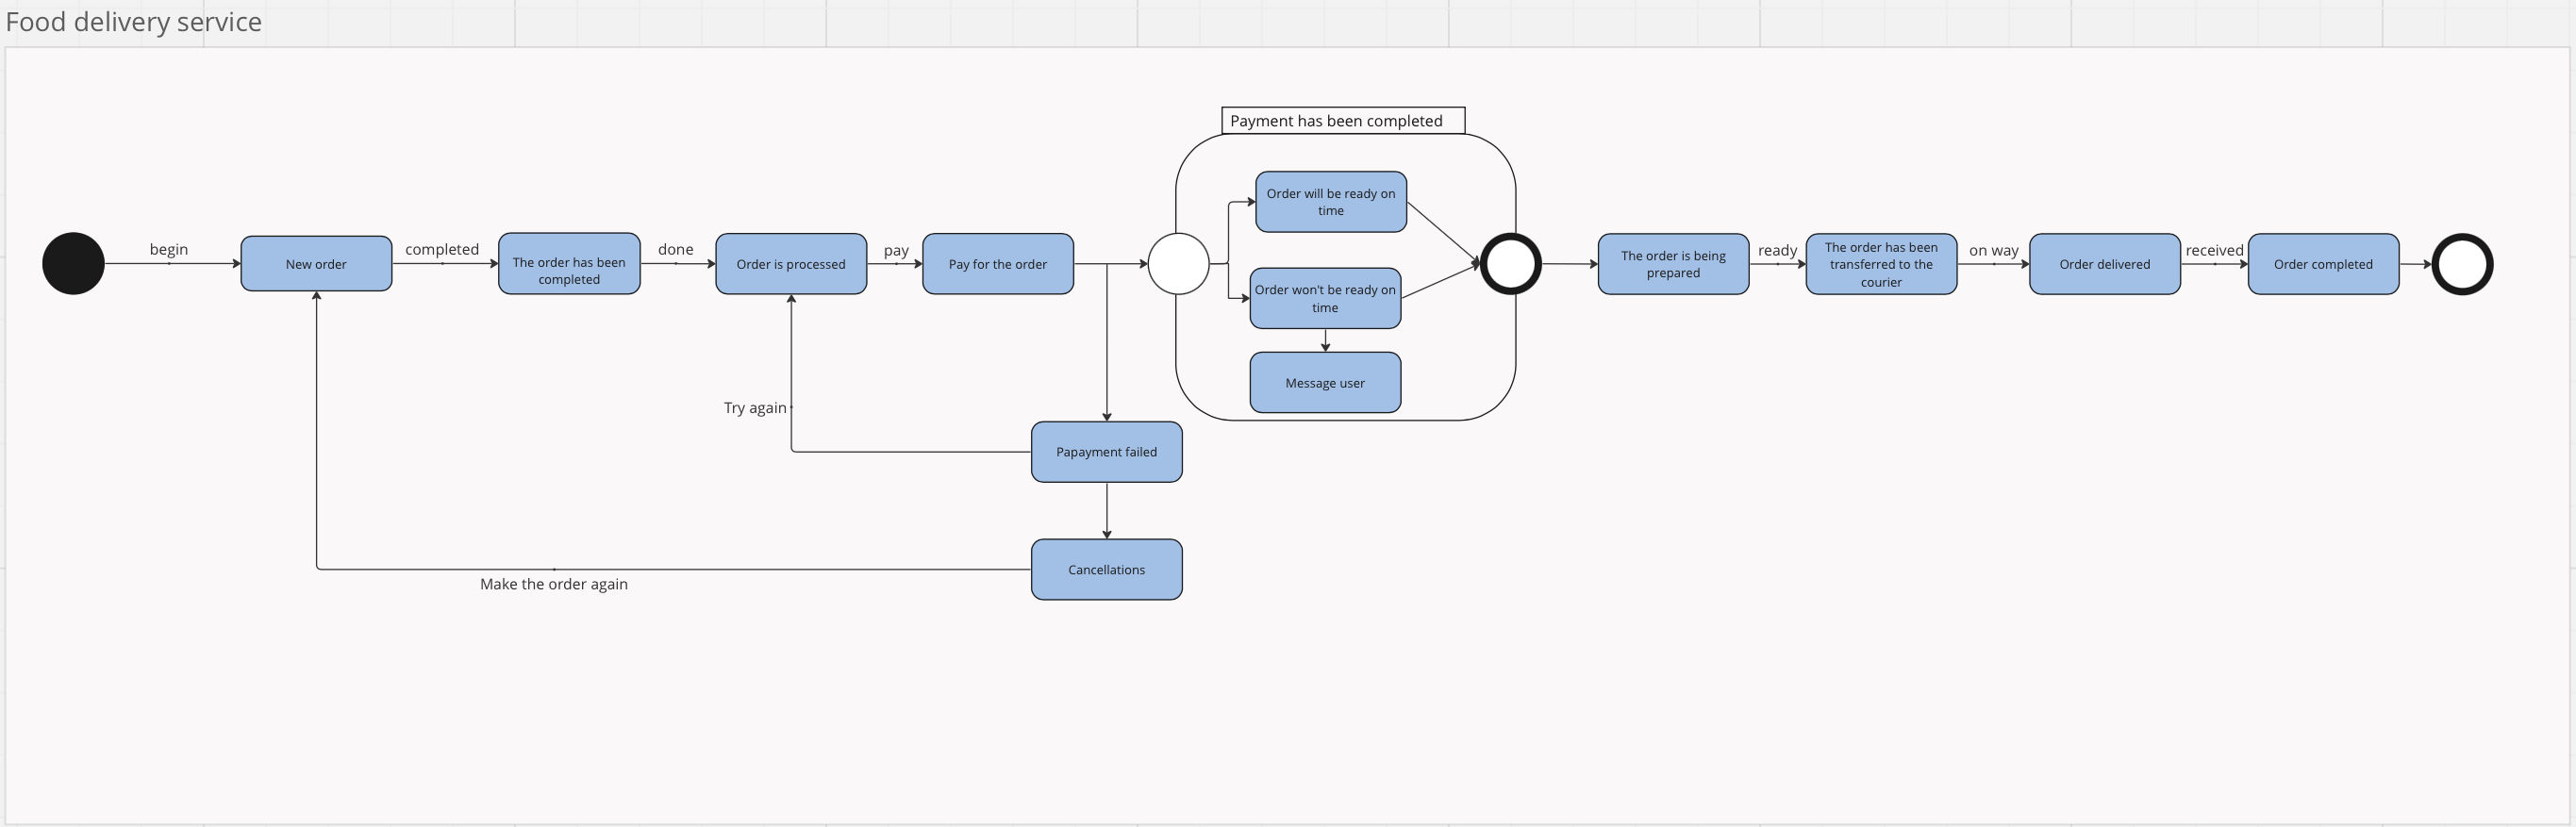 Food delivery service
Payment has been completed
Order will be ready on
time
begin
New order
completed
The order has been
completed
done
Order is processed
pay
Pay for the order
Order won't be ready on
time
Message user
The order is being
prepared
ready
The order has been
transferred to the
courier
on way
Order delivered
received
Order completed
Try again
Papayment failed
Cancellations
Make the order again